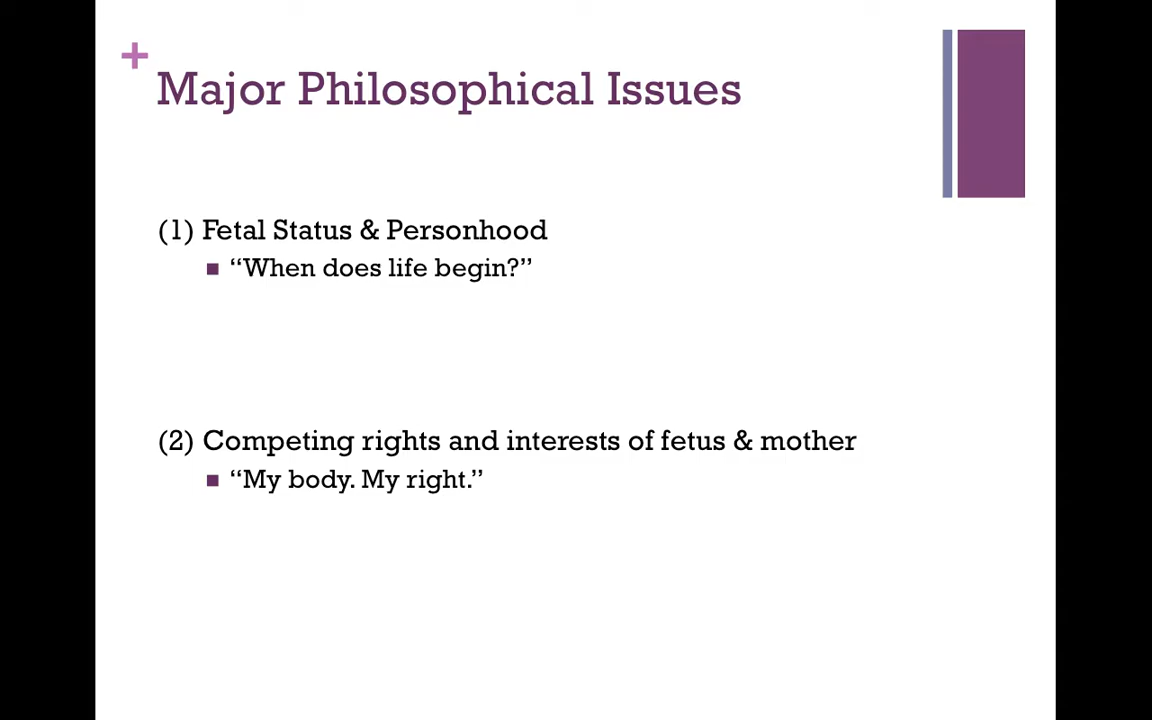 +
Major Philosophical Issues
(1) Fetal Status & Personhood
■ “When does life begin?”
(2) Competing rights and interests of fetus & mother
■ “My body. My right.”